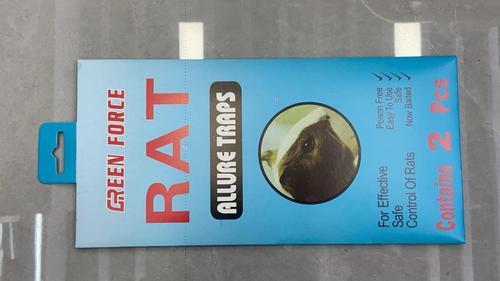 GREEN FORCE
RAT
ALLURE TRAPS
Poison Free
Easy To Use
Safe
Now Baited
For Effective
Safe
Control Of Rats
Contains 2 Pcs